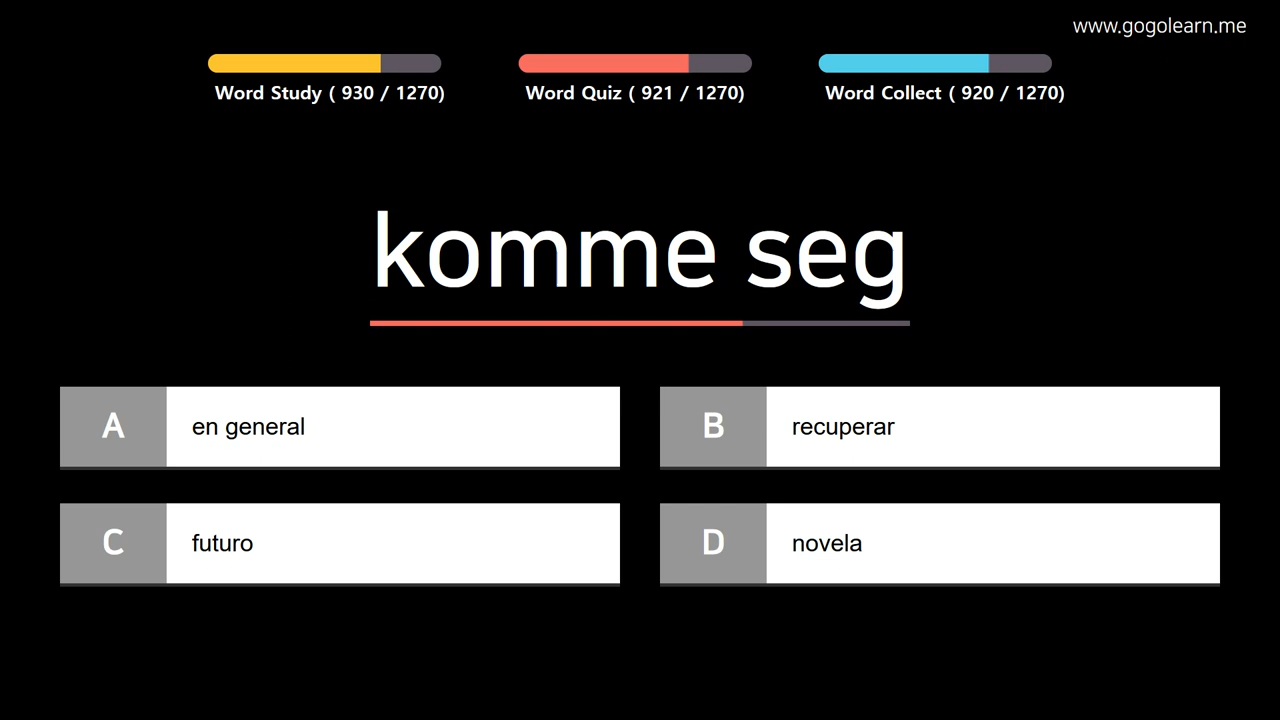 www.gogolearn.me
Word Study ( 930 / 1270)
Word Quiz ( 921 / 1270)
Word Collect ( 920 / 1270)
komme seg
A
en general
B
recuperar
C
futuro
D
novela